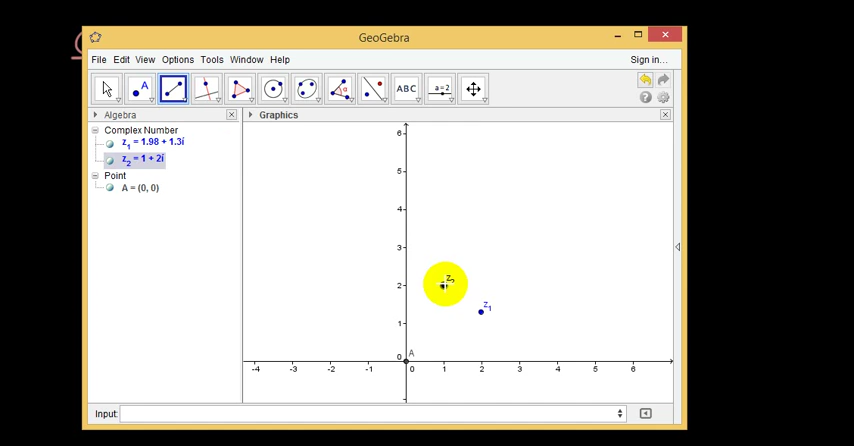 GeoGebra
File Edit View Options Tools Window Help
Sign in...
A
ABC
a = 2
Algebra
Graphics
Complex Number
z1 = 1.98 + 1.3í
z2 = 1 + 2í
Point
A = (0, 0)
6
5
4
3
2
1
0
z2
z1
A
-4 -3 -2 -1 0 1 2 3 4 5 6
Input: